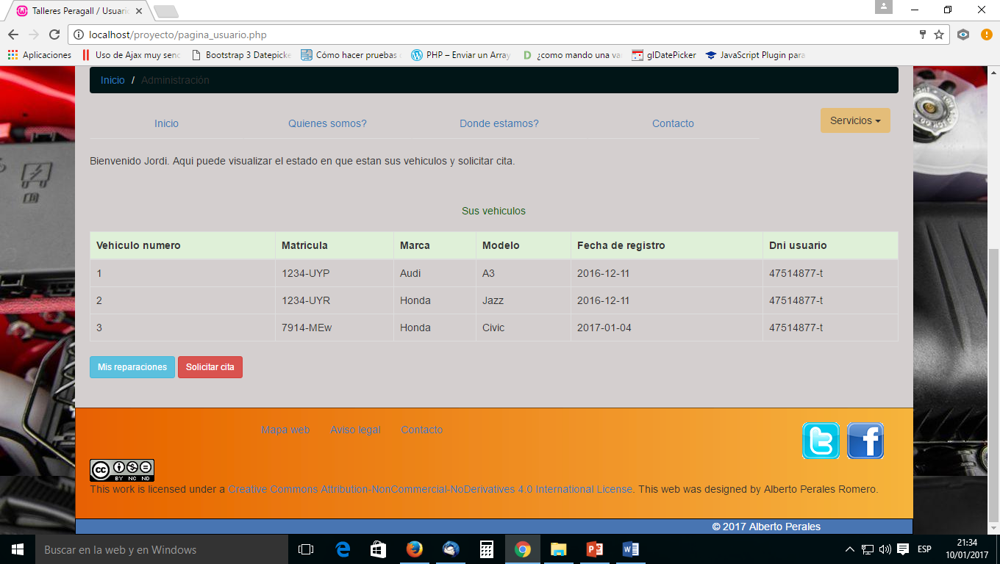 Talleres Peragall / Usuari
localhost/proyecto/pagina_usuario.php
Aplicaciones Uso de Ajax muy senc Bootstrap 3 Datepicke Cómo hacer pruebas PHP – Enviar un Array ¿como mando una va glDatePicker JavaScript Plugin para
Inicio / Administración
Inicio Quienes somos? Donde estamos? Contacto Servicios
Bienvenido Jordi. Aqui puede visualizar el estado en que estan sus vehiculos y solicitar cita.
Sus vehiculos
Vehiculo numero Matricula Marca Modelo Fecha de registro Dni usuario
1 1234-UYP Audi A3 2016-12-11 47514877-t
2 1234-UYR Honda Jazz 2016-12-11 47514877-t
3 7914-MEw Honda Civic 2017-01-04 47514877-t
Mis reparaciones Solicitar cita
Mapa web Aviso legal Contacto
cc BY NC ND
This work is licensed under a Creative Commons Attribution-NonCommercial-NoDerivatives 4.0 International License. This web was designed by Alberto Perales Romero.
© 2017 Alberto Perales
Buscar en la web y en Windows
ESP
21:34
10/01/2017